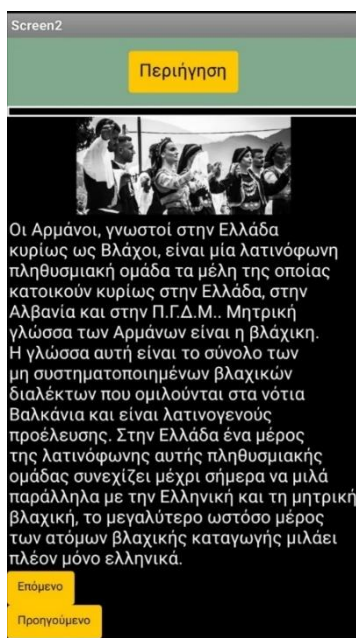 Screen2
Περιήγηση
Οι Αρμάνοι, γνωστοί στην Ελλάδα
κυρίως ως Βλάχοι, είναι μία λατινόφωνη
πληθυσμιακή ομάδα τα μέλη της οποίας
κατοικούν κυρίως στην Ελλάδα, στην
Αλβανία και στην Π.Γ.Δ.Μ.. Μητρική
γλώσσα των Αρμάνων είναι η βλάχικη.
Η γλώσσα αυτή είναι το σύνολο των
μη συστηματοποιημένων βλαχικών
διαλέκτων που ομιλούνται στα νότια
Βαλκάνια και είναι λατινογενούς
προέλευσης. Στην Ελλάδα ένα μέρος
της λατινόφωνης αυτής πληθυσμιακής
ομάδας συνεχίζει μέχρι σήμερα να μιλά
παράλληλα με την Ελληνική και τη μητρική
βλαχική, το μεγαλύτερο ωστόσο μέρος
των ατόμων βλαχικής καταγωγής μιλάει
πλέον μόνο ελληνικά.
Επόμενο
Προηγούμενο